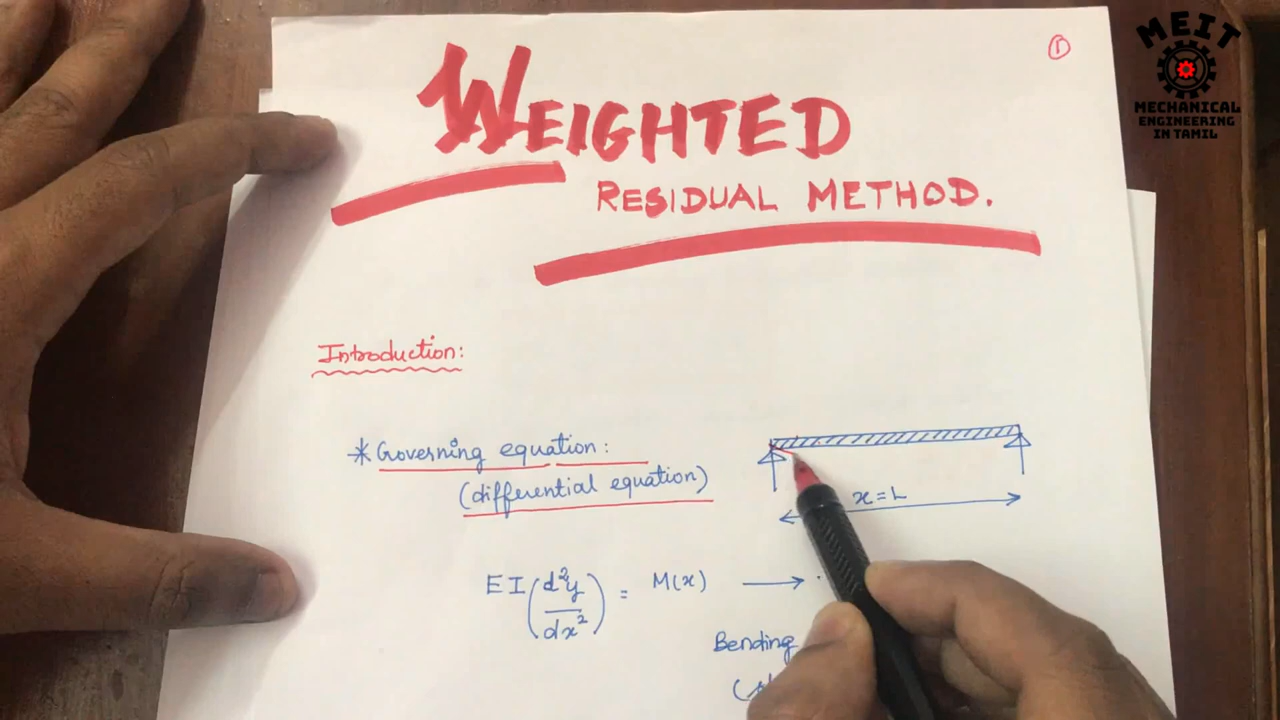 ①
MEIT
MECHANICAL
ENGINEERING
IN TAMIL
WEIGHTED
RESIDUAL METHOD.
Introduction:
* Governing equation:
(differential equation)
x = L
EI(d²y/dx²) = M(x) →
Bending